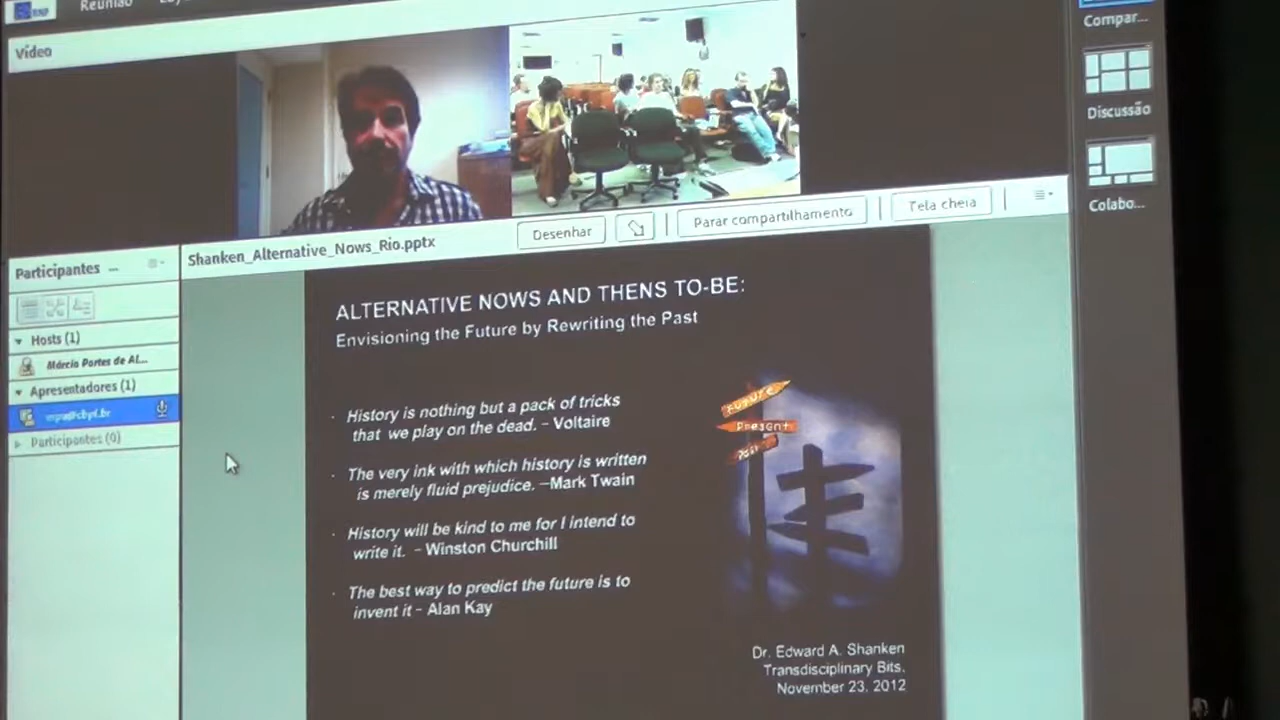 Reunião
Vídeo
Compar...
Discussão
Colabo...
Desenhar
Parar compartilhamento
Tela cheia
Participantes ...
Shanken_Alternative_Nows_Rio.pptx
Hosts (1)
Márcia Portes de Al...
Apresentadores (1)
Participantes (0)
ALTERNATIVE NOWS AND THENS TO-BE:
Envisioning the Future by Rewriting the Past
· History is nothing but a pack of tricks
that we play on the dead. – Voltaire
· The very ink with which history is written
is merely fluid prejudice. –Mark Twain
· History will be kind to me for I intend to
write it. – Winston Churchill
· The best way to predict the future is to
invent it – Alan Kay
FUTURE
Present
Past
Dr. Edward A. Shanken
Transdisciplinary Bits.
November 23, 2012